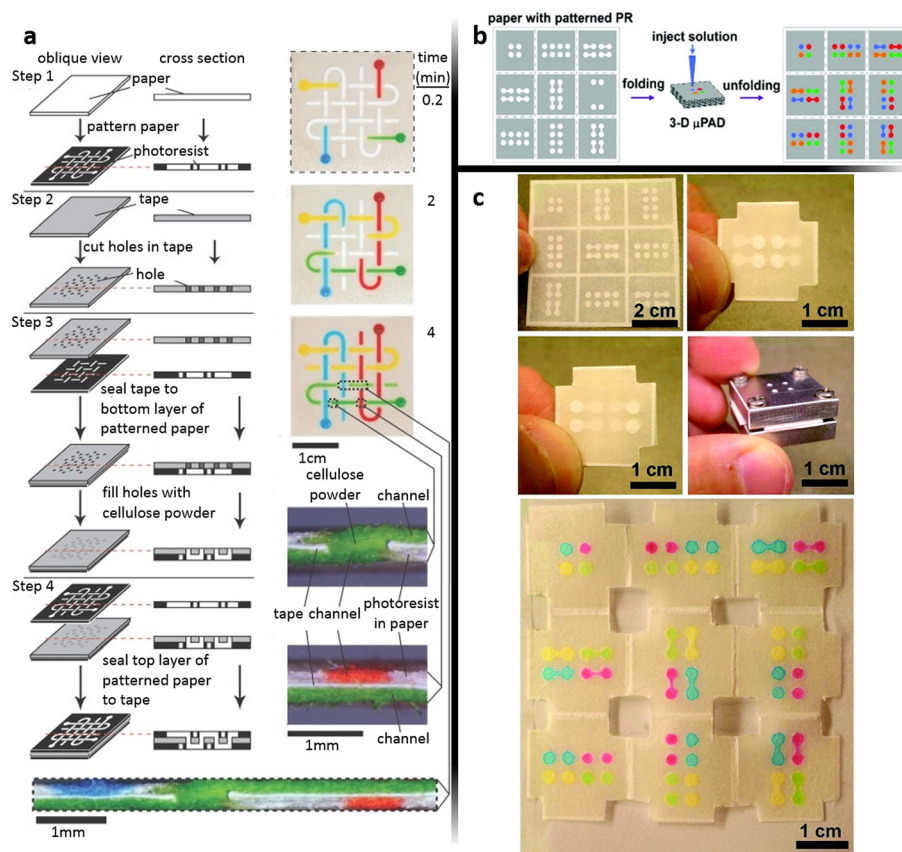 a
oblique view
cross section
Step 1
paper
pattern paper
photoresist
Step 2
tape
cut holes in tape
hole
Step 3
seal tape to
bottom layer of
patterned paper
fill holes with
cellulose powder
Step 4
seal top layer of
patterned paper
to tape
1mm
time
(min)
0.2
2
4
1cm
cellulose
powder
channel
tape
channel
photoresist
in paper
1mm
channel
b
paper with patterned PR
inject solution
folding
unfolding
3-D μPAD
c
2 cm
1 cm
1 cm
1 cm
1 cm